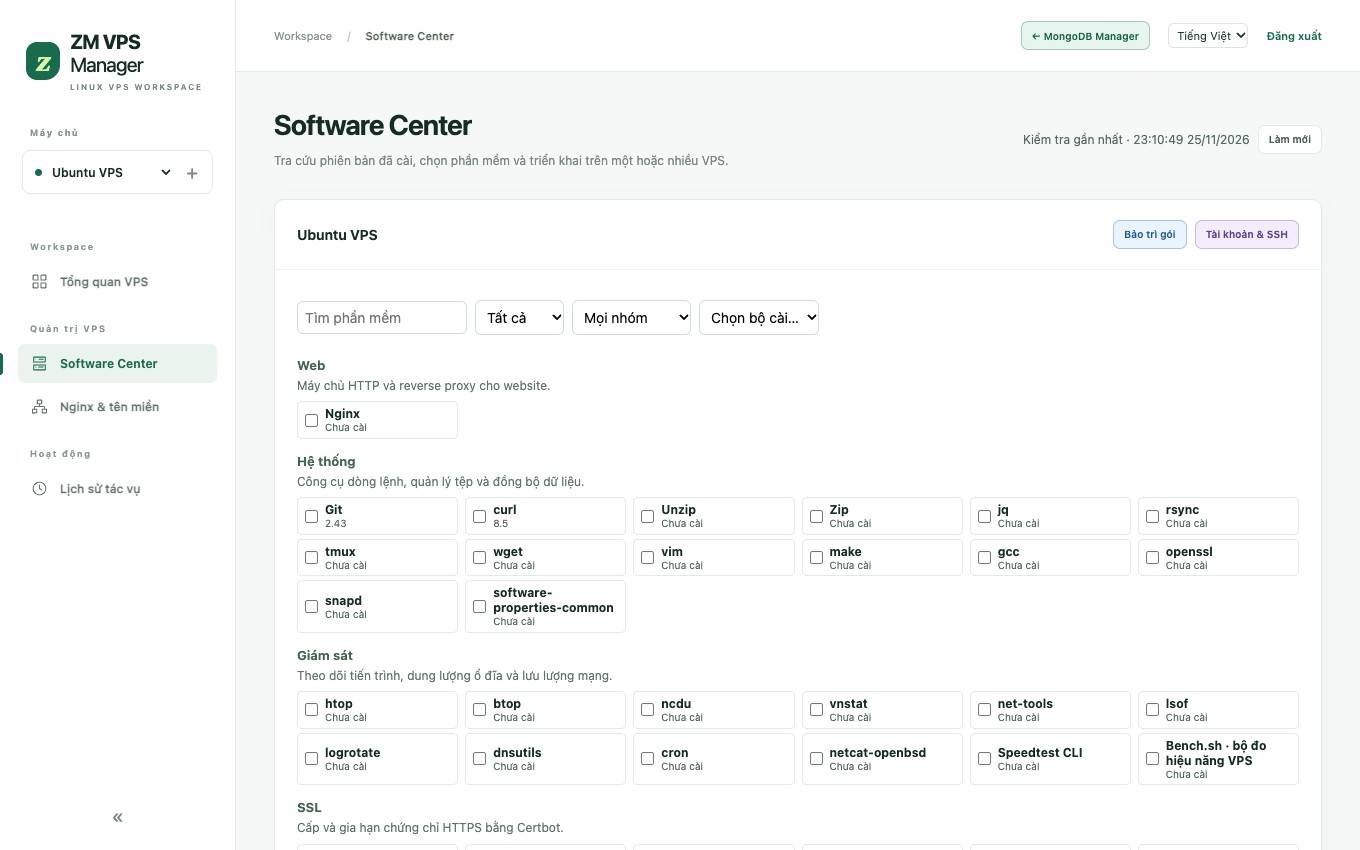 Z
ZM VPS
Manager
LINUX VPS WORKSPACE
Máy chủ
Ubuntu VPS
+
Workspace
Tổng quan VPS
Quản trị VPS
Software Center
Nginx & tên miền
Hoạt động
Lịch sử tác vụ
«
Workspace / Software Center
← MongoDB Manager
Tiếng Việt
Đăng xuất
Software Center
Tra cứu phiên bản đã cài, chọn phần mềm và triển khai trên một hoặc nhiều VPS.
Kiểm tra gần nhất · 23:10:49 25/11/2026
Làm mới
Ubuntu VPS
Bảo trì gói
Tài khoản & SSH
Tìm phần mềm
Tất cả
Mọi nhóm
Chọn bộ cài...
Web
Máy chủ HTTP và reverse proxy cho website.
Nginx
Chưa cài
Hệ thống
Công cụ dòng lệnh, quản lý tệp và đồng bộ dữ liệu.
Git
2.43
curl
8.5
Unzip
Chưa cài
Zip
Chưa cài
jq
Chưa cài
rsync
Chưa cài
tmux
Chưa cài
wget
Chưa cài
vim
Chưa cài
make
Chưa cài
gcc
Chưa cài
openssl
Chưa cài
snapd
Chưa cài
software-
properties-common
Chưa cài
Giám sát
Theo dõi tiến trình, dung lượng ổ đĩa và lưu lượng mạng.
htop
Chưa cài
btop
Chưa cài
ncdu
Chưa cài
vnstat
Chưa cài
net-tools
Chưa cài
lsof
Chưa cài
logrotate
Chưa cài
dnsutils
Chưa cài
cron
Chưa cài
netcat-openbsd
Chưa cài
Speedtest CLI
Chưa cài
Bench.sh · bộ đo
hiệu năng VPS
Chưa cài
SSL
Cấp và gia hạn chứng chỉ HTTPS bằng Certbot.